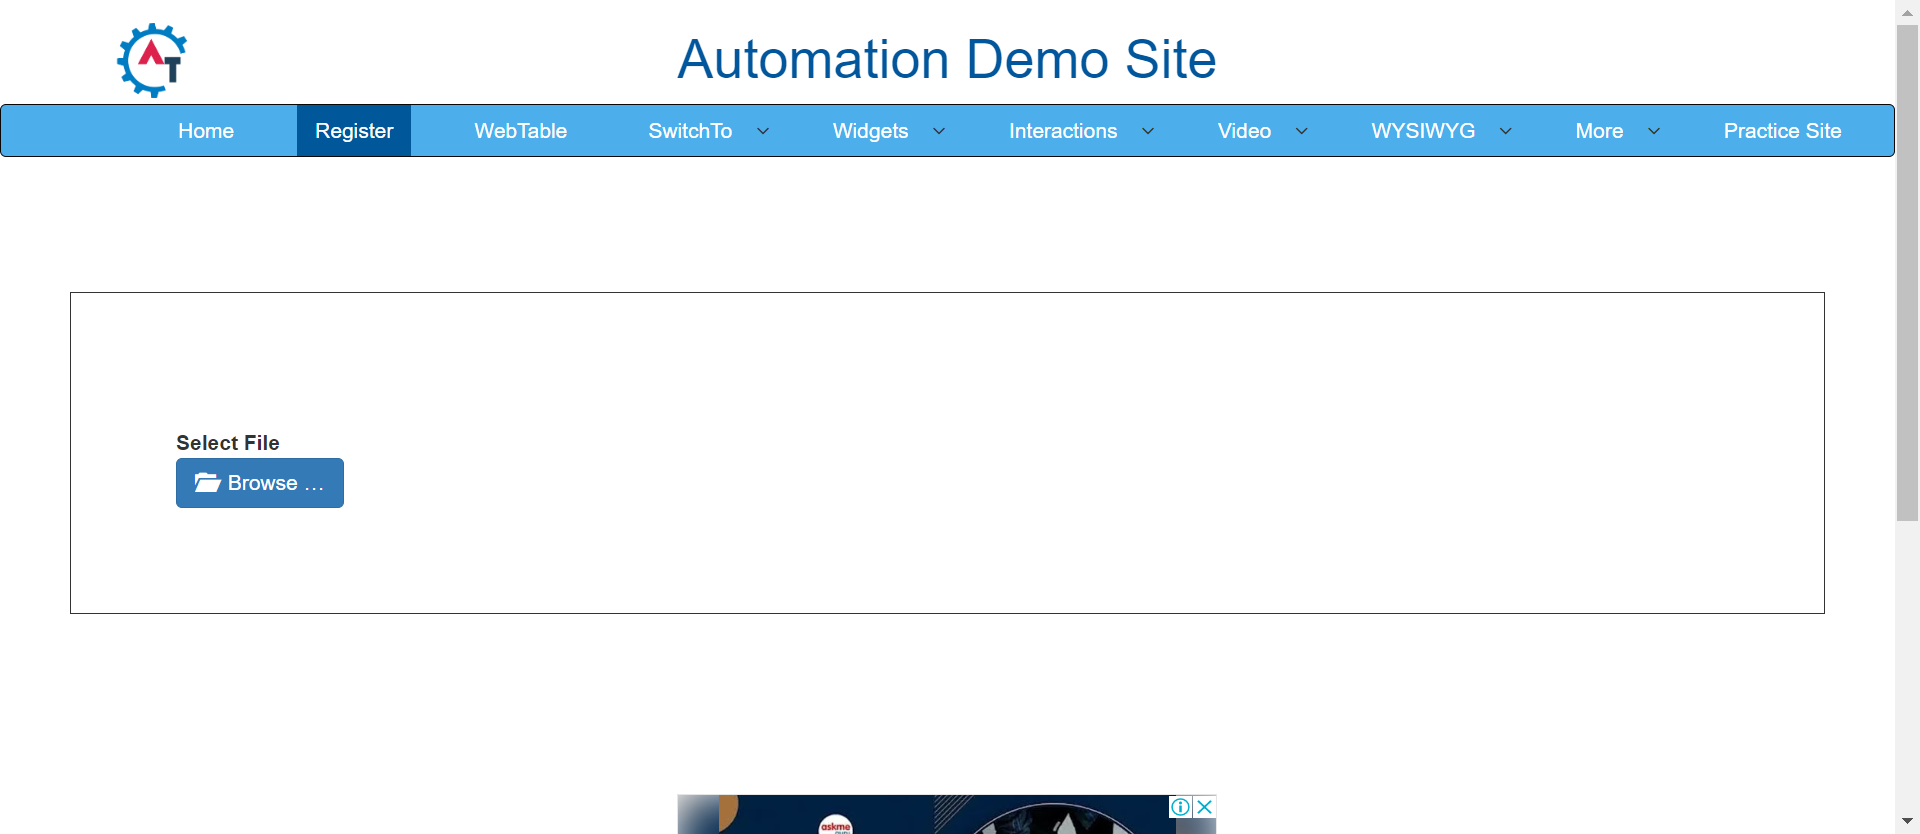 AT
Automation Demo Site
Home Register WebTable SwitchTo Widgets Interactions Video WYSIWYG More Practice Site
Select File
Browse ...
askme